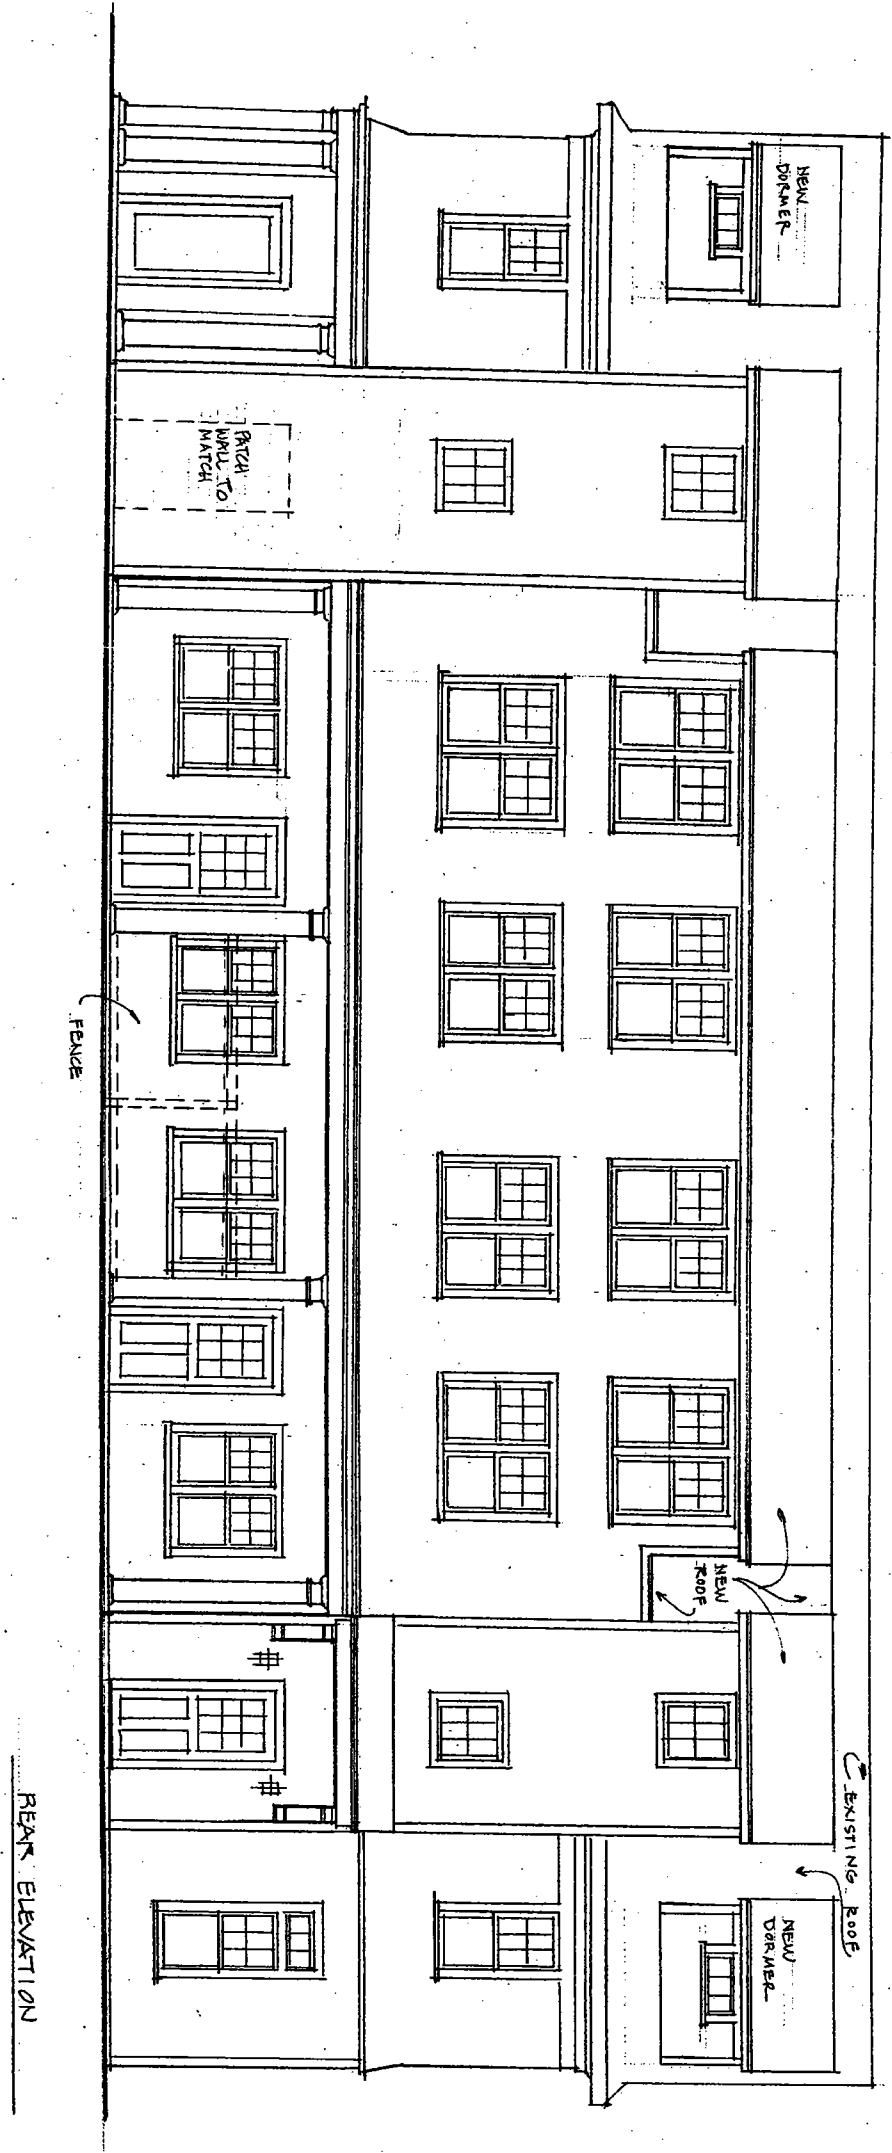 NEW
DORMER
PATCH
WALL TO
MATCH
FENCE
NEW
ROOF
EXISTING ROOF
NEW
DORMER
REAR ELEVATION